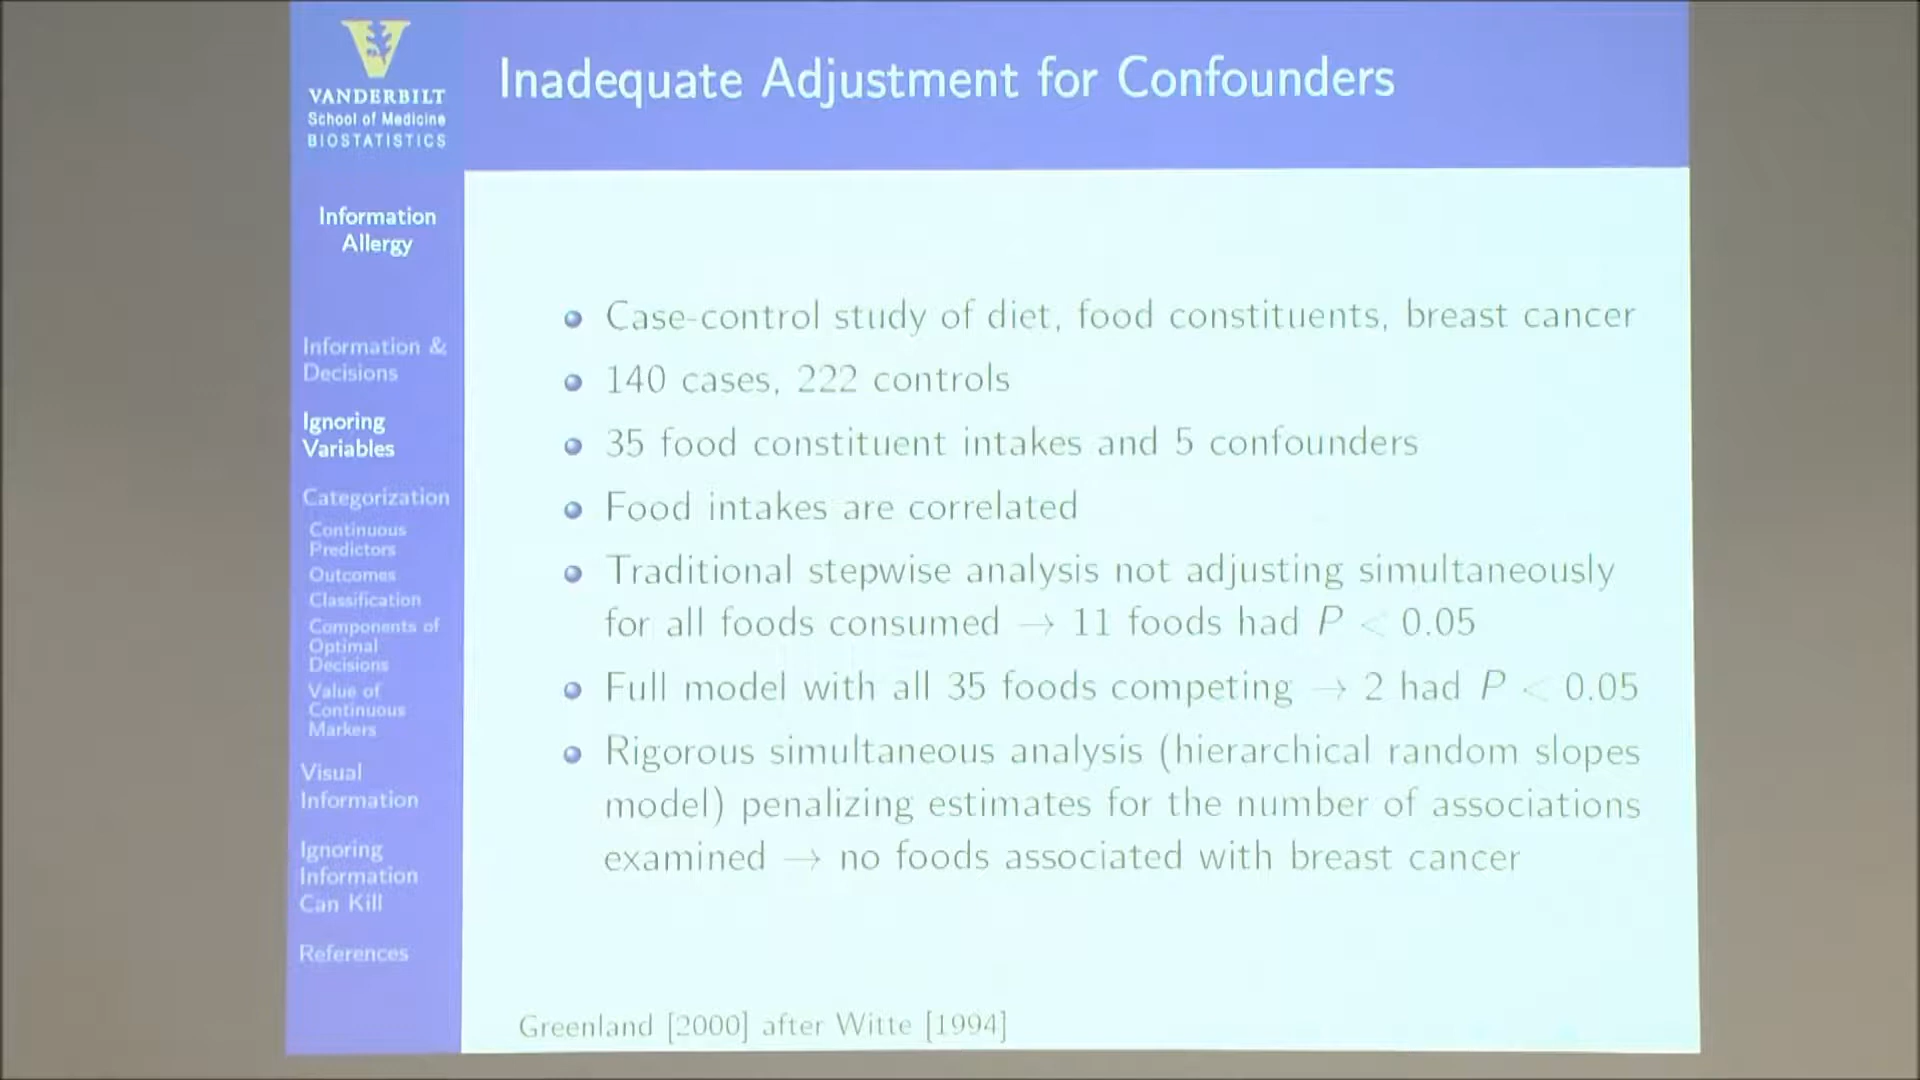 VANDERBILT
School of Medicine
BIOSTATISTICS
Inadequate Adjustment for Confounders
Information
Allergy
Information &
Decisions
Ignoring
Variables
Categorization
Continuous
Predictors
Outcomes
Classification
Components of
Optimal
Decisions
Value of
Continuous
Markers
Visual
Information
Ignoring
Information
Can Kill
References
Case-control study of diet, food constituents, breast cancer
140 cases, 222 controls
35 food constituent intakes and 5 confounders
Food intakes are correlated
Traditional stepwise analysis not adjusting simultaneously
for all foods consumed → 11 foods had P < 0.05
Full model with all 35 foods competing → 2 had P < 0.05
Rigorous simultaneous analysis (hierarchical random slopes
model) penalizing estimates for the number of associations
examined → no foods associated with breast cancer
Greenland [2000] after Witte [1994]